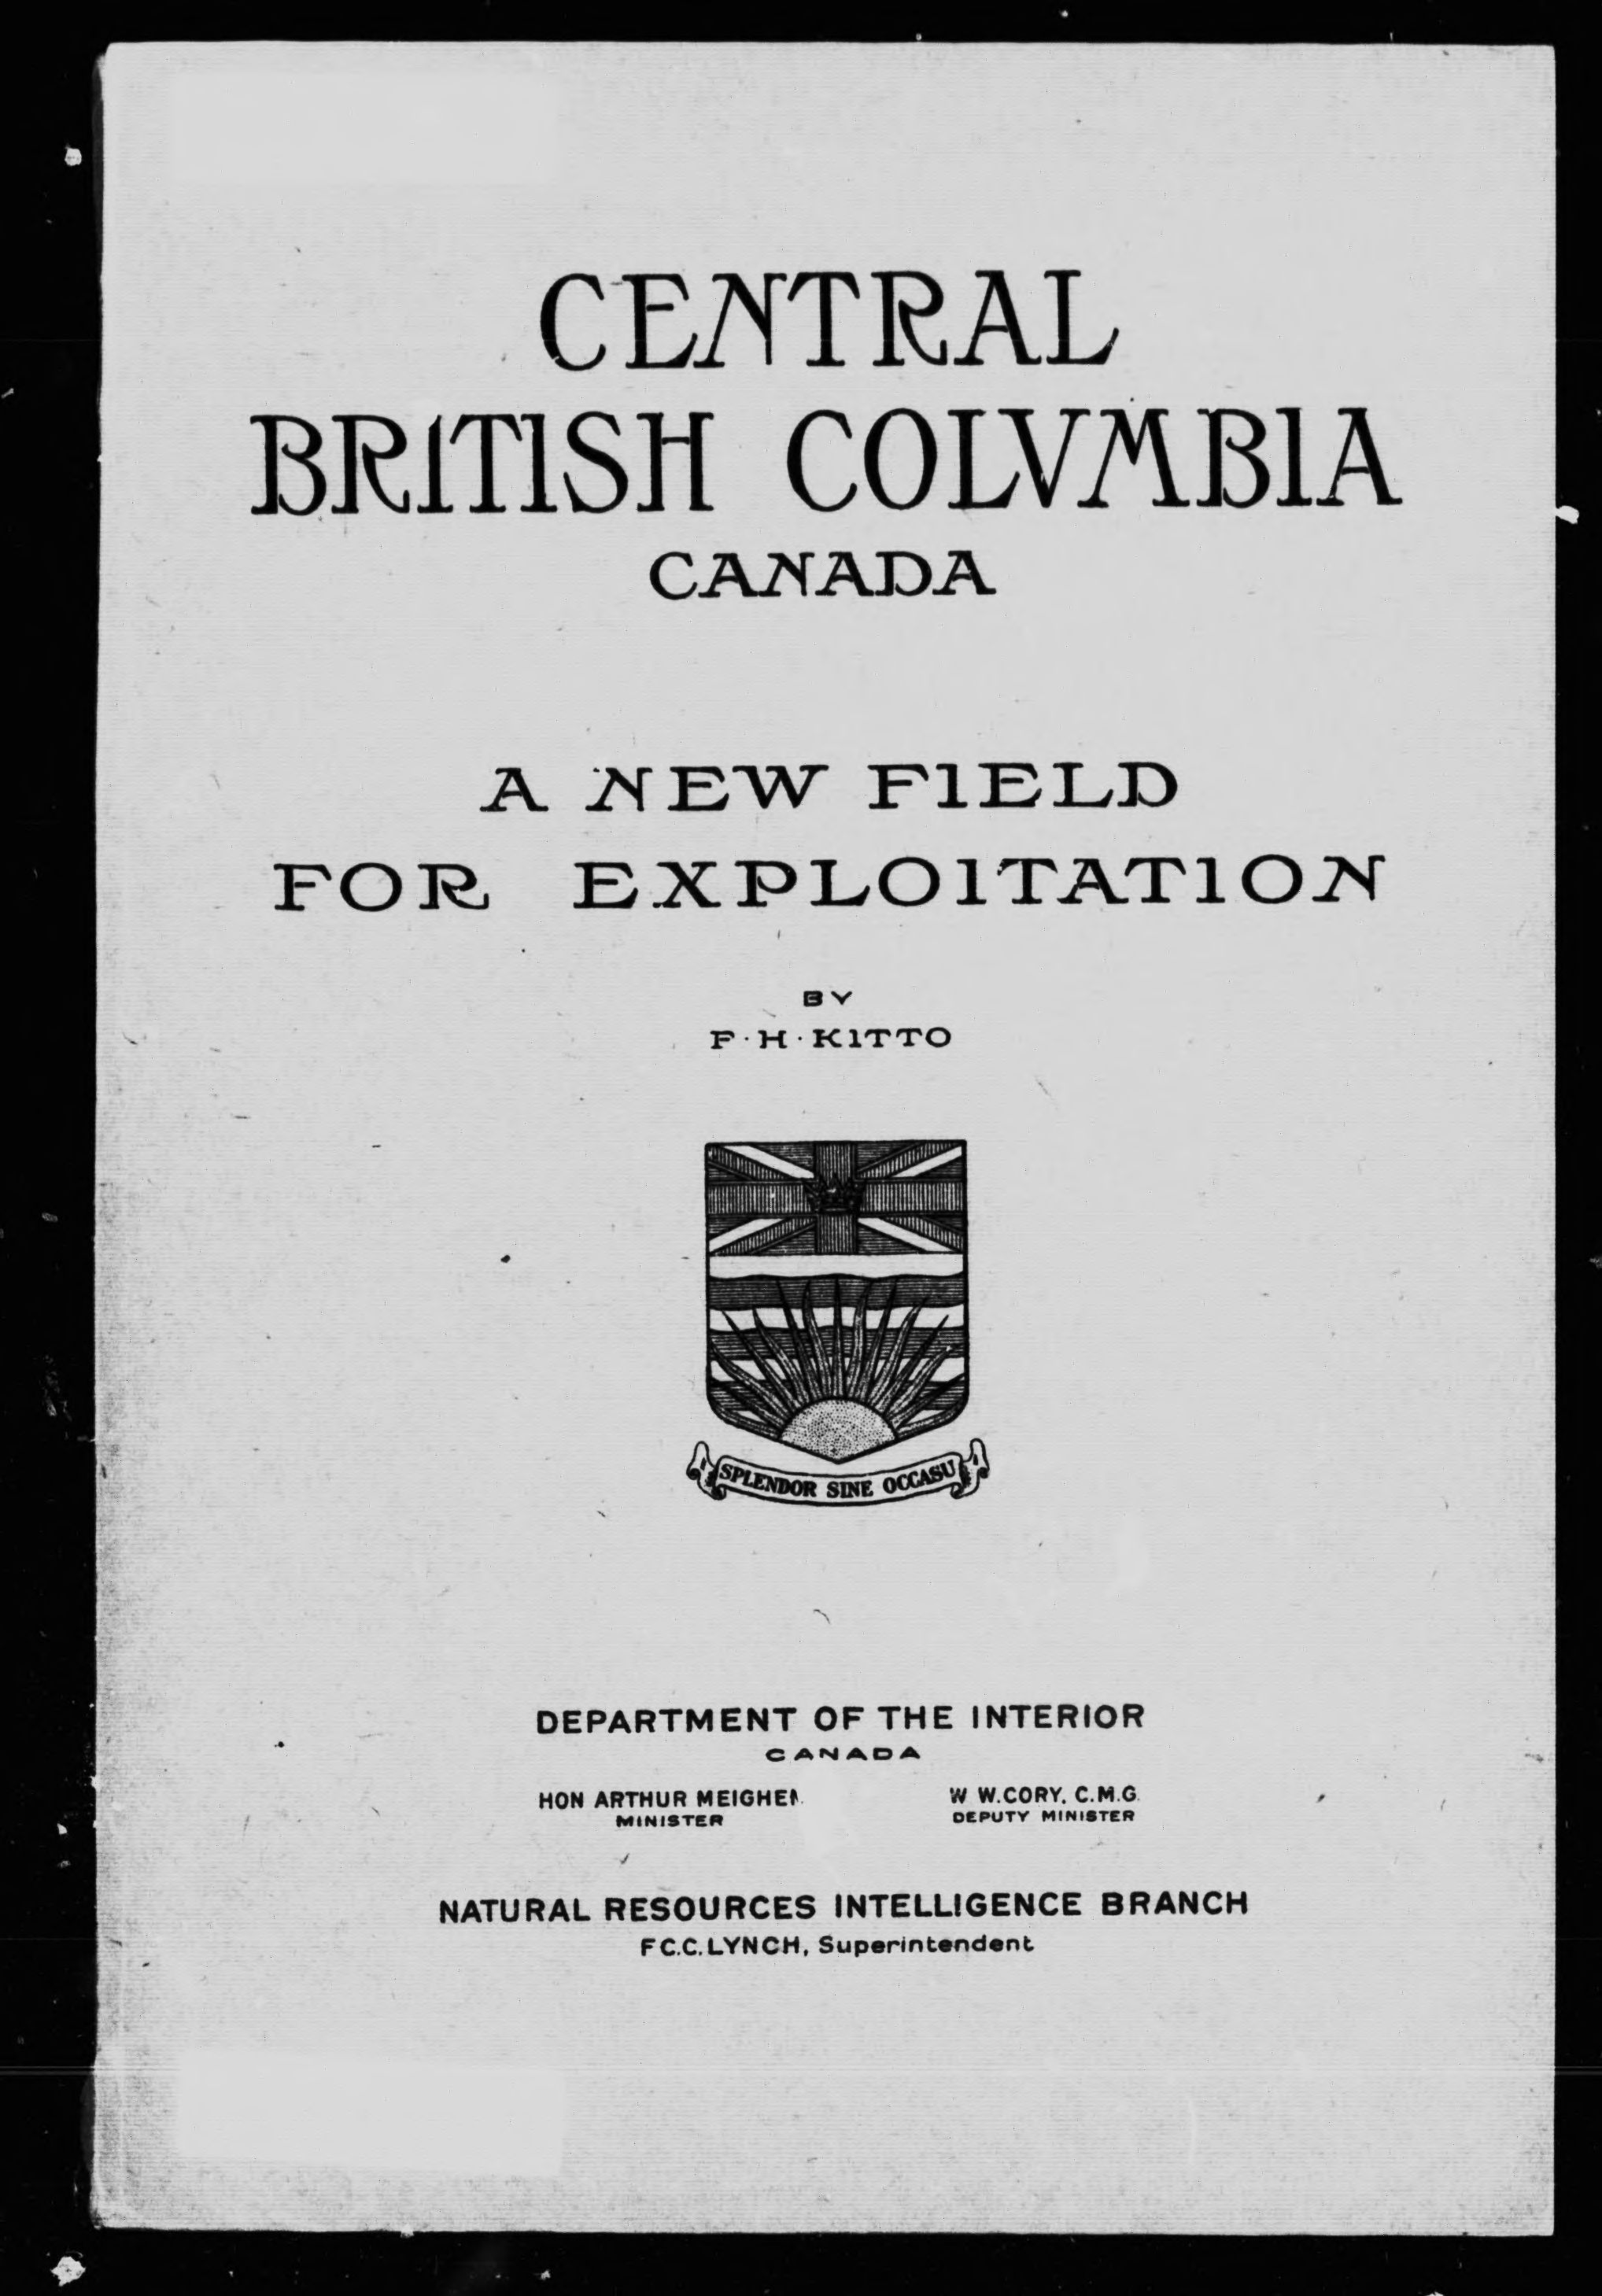 CENTRAL
BRITISH COLVMBIA
CANADA
A NEW FIELD
FOR EXPLOITATION
BY
F·H·KITTO
SPLENDOR SINE OCCASU
DEPARTMENT OF THE INTERIOR
CANADA
HON ARTHUR MEIGHEN W W.CORY, C.M.G.
MINISTER DEPUTY MINISTER
NATURAL RESOURCES INTELLIGENCE BRANCH
F C.C. LYNCH, Superintendent